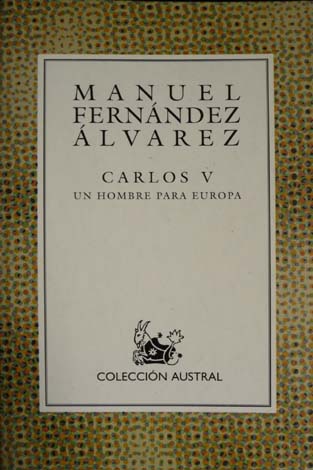 MANUEL
FERNÁNDEZ
ÁLVAREZ
CARLOS V
UN HOMBRE PARA EUROPA
COLECCIÓN AUSTRAL